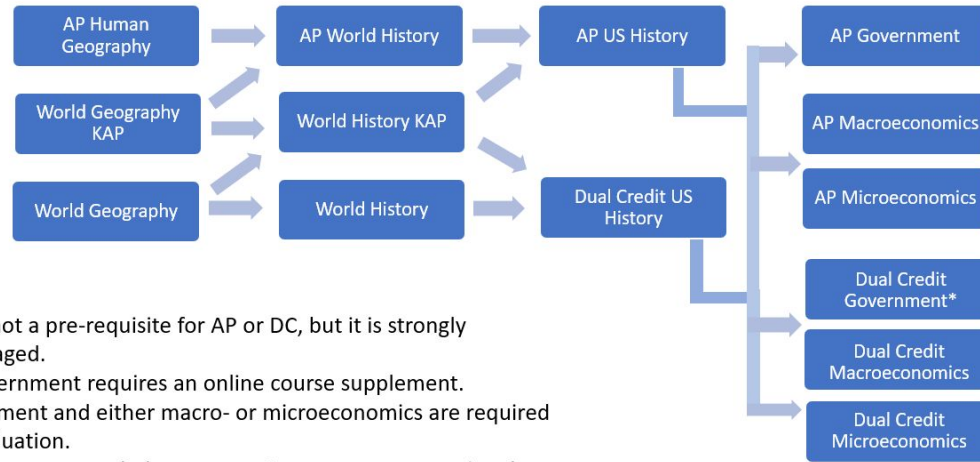 AP Human
Geography
AP World History
AP US History
AP Government
World Geography
KAP
World History KAP
AP Macroeconomics
World Geography
World History
Dual Credit US
History
AP Microeconomics
Dual Credit
Government*
Dual Credit
Macroeconomics
Dual Credit
Microeconomics
not a pre-requisite for AP or DC, but it is strongly
aged.
ernment requires an online course supplement.
ment and either macro- or microeconomics are required
uation.